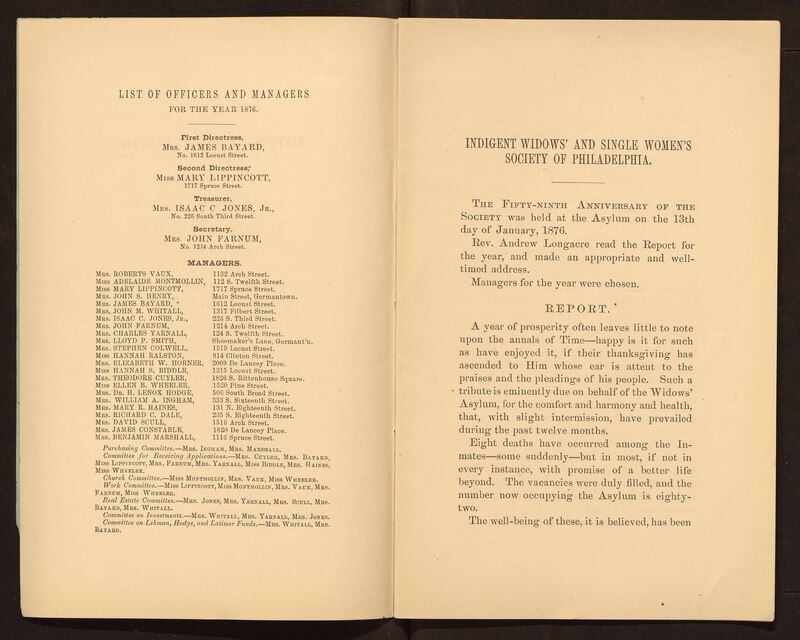 LIST OF OFFICERS AND MANAGERS
FOR THE YEAR 1876.
First Directress,
Mrs. JAMES BAYARD,
No. 1612 Locust Street.
Second Directress,
Miss MARY LIPPINCOTT,
1717 Spruce Street.
Treasurer,
Mrs. ISAAC C JONES, Jr.,
No. 226 South Third Street.
Secretary,
Mrs. JOHN FARNUM,
No. 1214 Arch Street.
MANAGERS.
Mrs. ROBERTS VAUX, 1132 Arch Street.
Miss ADELAIDE MONTMOLLIN, 112 S. Twelfth Street.
Miss MARY LIPPINCOTT, 1717 Spruce Street.
Mrs. JOHN S. HENRY, Main Street, Germantown.
Mrs. JAMES BAYARD, 1612 Locust Street.
Mrs. JOHN M. WHITALL, 1317 Filbert Street.
Mrs. ISAAC C. JONES, Jr., 226 S. Third Street.
Mrs. JOHN FARNUM, 1214 Arch Street.
Mrs. CHARLES YARNALL, 124 S. Twelfth Street.
Mrs. LLOYD P. SMITH, Shoemaker's Lane, Germant'n.
Mrs. STEPHEN COLWELL, 1519 Locust Street.
Miss HANNAH RALSTON, 914 Clinton Street.
Mrs. ELIZABETH W. HORNER, 2009 De Lancey Place.
Miss HANNAH S. BIDDLE, 1315 Locust Street.
Mrs. THEODORE CUYLER, 1826 S. Rittenhouse Square.
Miss ELLEN B. WHEELER, 1520 Pine Street.
Mrs. Dr. H. LENOX HODGE, 506 South Broad Street.
Mrs. WILLIAM A. INGHAM, 333 S. Sixteenth Street.
Mrs. MARY R. HAINES, 131 N. Eighteenth Street.
Mrs. RICHARD C. DALE, 235 S. Eighteenth Street.
Mrs. DAVID SCULL, 1516 Arch Street.
Mrs. JAMES CONSTABLE, 1820 De Lancey Place.
Mrs. BENJAMIN MARSHALL, 1116 Spruce Street.
Purchasing Committee.—Mrs. Ingham, Mrs. Marshall.
Committee for Receiving Applications.—Mrs. Cuyler, Mrs. Bayard,
Miss Lippincott, Mrs. Farnum, Mrs. Yarnall, Miss Biddle, Mrs. Haines,
Miss Wheeler.
Church Committee.—Miss Montmollin, Mrs. Vaux, Miss Wheeler.
Work Committee.—Miss Lippincott, Miss Montmollin, Mrs. Vaux, Mrs.
Farnum, Miss Wheeler.
Real Estate Committee.—Mrs. Jones, Mrs. Yarnall, Mrs. Scull, Mrs.
Bayard, Mrs. Whitall.
Committee on Investments.—Mrs. Whitall, Mrs. Yarnall, Mrs. Jones.
Committee on Lehman, Hodge, and Latimer Funds.—Mrs. Whitall, Mrs.
Bayard.
INDIGENT WIDOWS' AND SINGLE WOMEN'S
SOCIETY OF PHILADELPHIA.
The Fifty-ninth Anniversary of the
Society was held at the Asylum on the 13th
day of January, 1876.
Rev. Andrew Longacre read the Report for
the year, and made an appropriate and well-
timed address.
Managers for the year were chosen.
REPORT.
A year of prosperity often leaves little to note
upon the annals of Time—happy is it for such
as have enjoyed it, if their thanksgiving has
ascended to Him whose ear is attent to the
praises and the pleadings of his people. Such a
tribute is eminently due on behalf of the Widows'
Asylum, for the comfort and harmony and health,
that, with slight intermission, have prevailed
during the past twelve months.
Eight deaths have occurred among the In-
mates—some suddenly—but in most, if not in
every instance, with promise of a better life
beyond. The vacancies were duly filled, and the
number now occupying the Asylum is eighty-
two.
The well-being of these, it is believed, has been